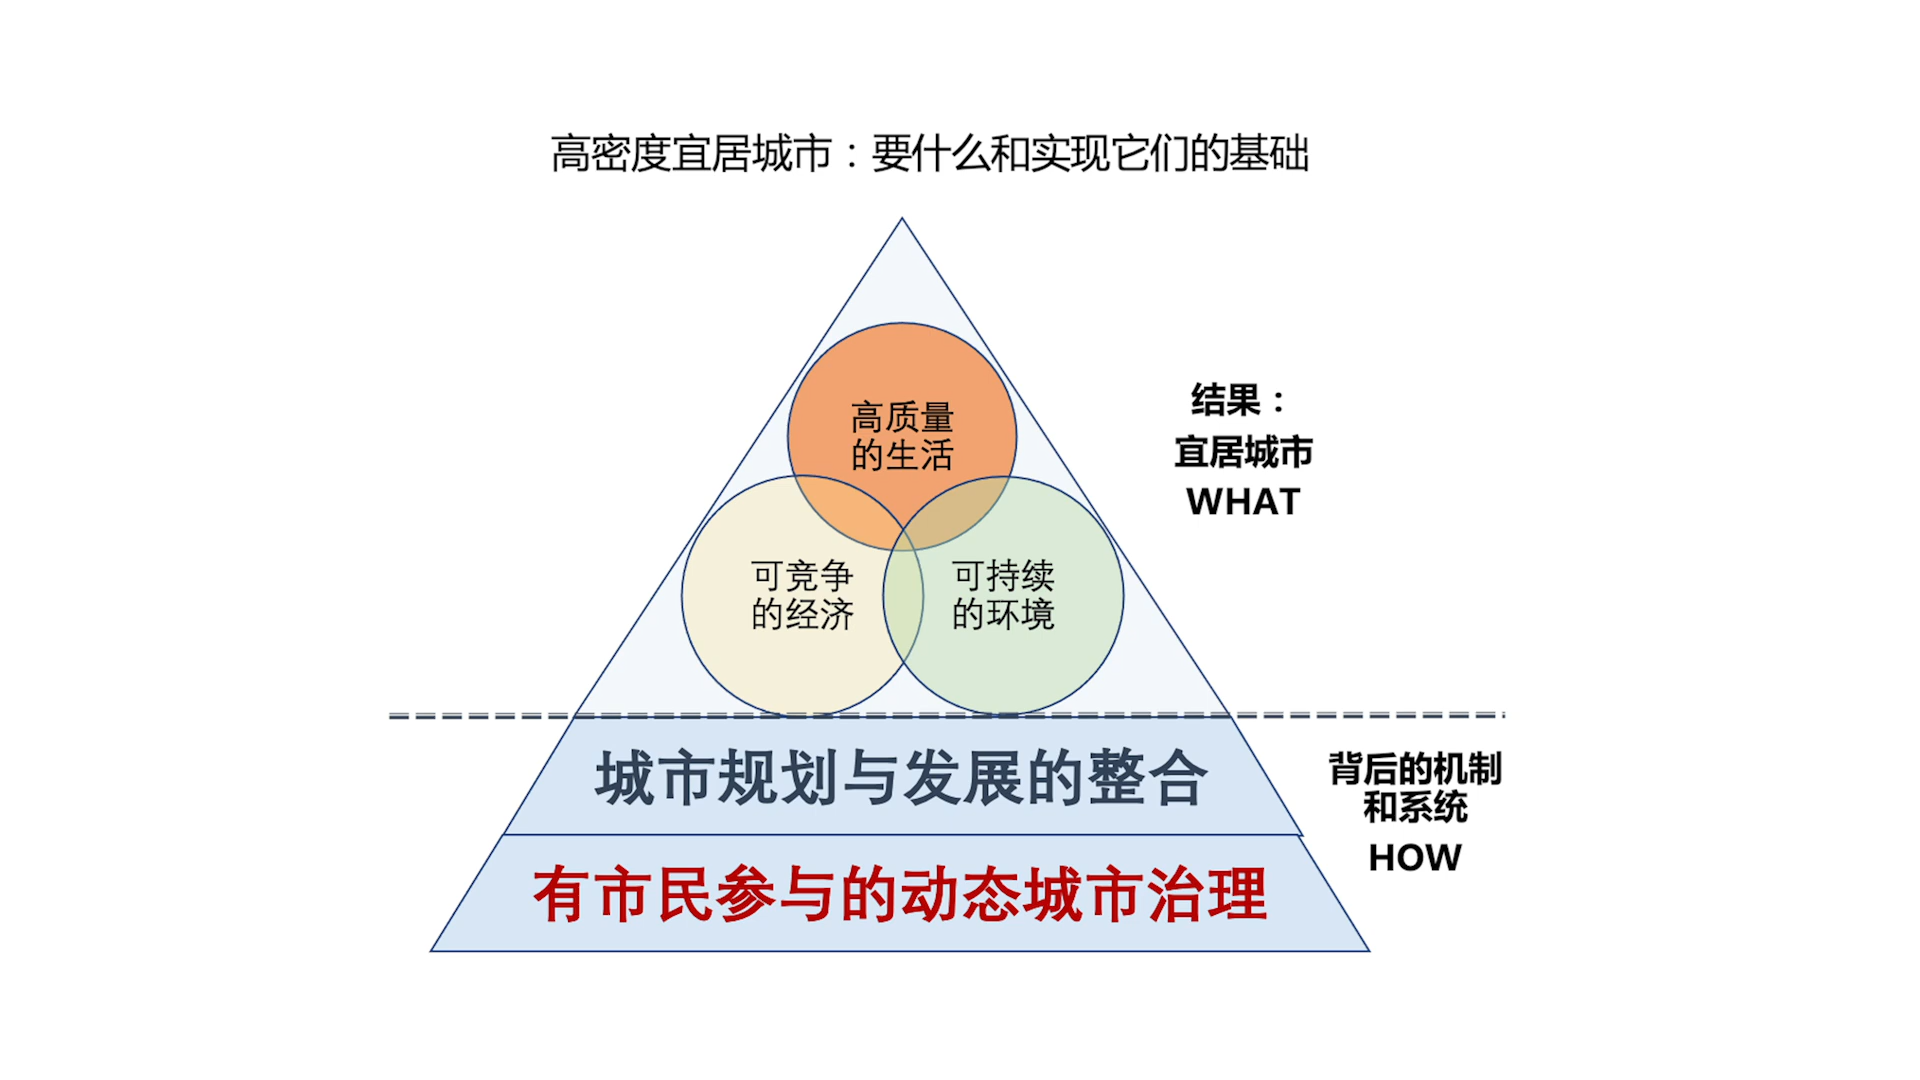 高密度宜居城市：要什么和实现它们的基础
高质量
的生活
可竞争
的经济
可持续
的环境
结果：
宜居城市
WHAT
城市规划与发展的整合
有市民参与的动态城市治理
背后的机制
和系统
HOW